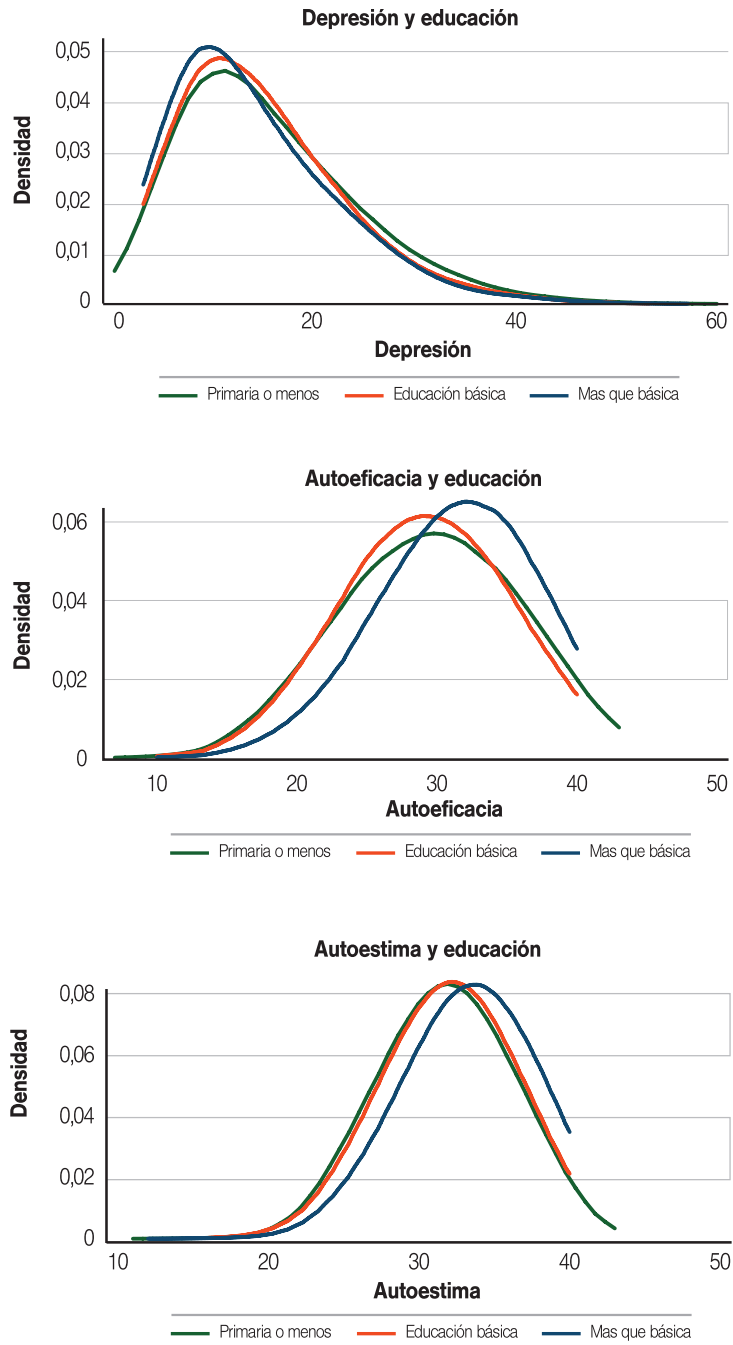 Depresión y educación
0,05
0,04
0,03
0,02
0,01
0
Densidad
0 20 40 60
Depresión
Primaria o menos Educación básica Mas que básica
Autoeficacia y educación
0,06
0,04
0,02
0
Densidad
10 20 30 40 50
Autoeficacia
Primaria o menos Educación básica Mas que básica
Autoestima y educación
0,08
0,06
0,04
0,02
0
Densidad
10 20 30 40 50
Autoestima
Primaria o menos Educación básica Mas que básica